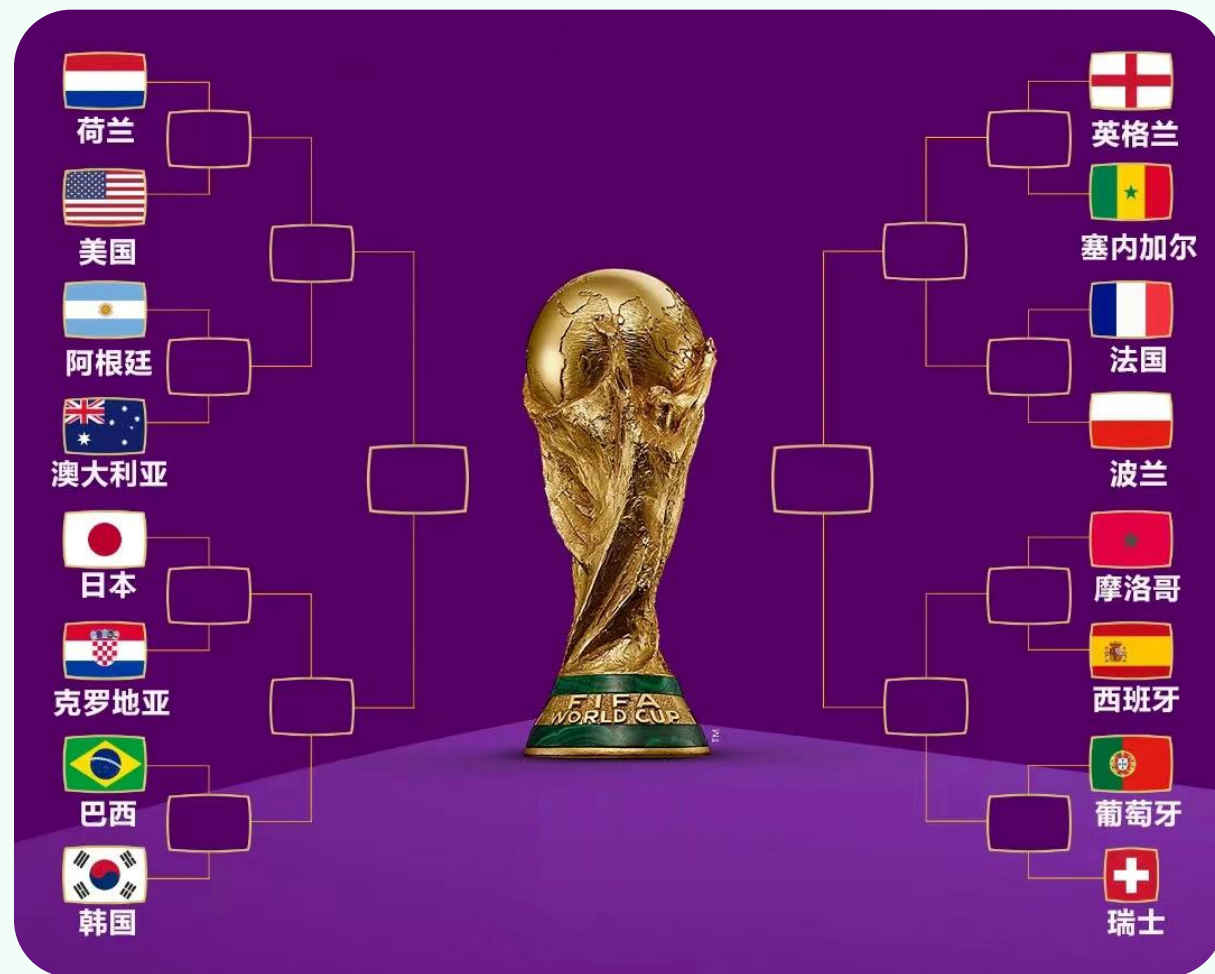 荷兰
美国
阿根廷
澳大利亚
日本
克罗地亚
巴西
韩国
FIFA
WORLD CUP
TM
英格兰
塞内加尔
法国
波兰
摩洛哥
西班牙
葡萄牙
瑞士